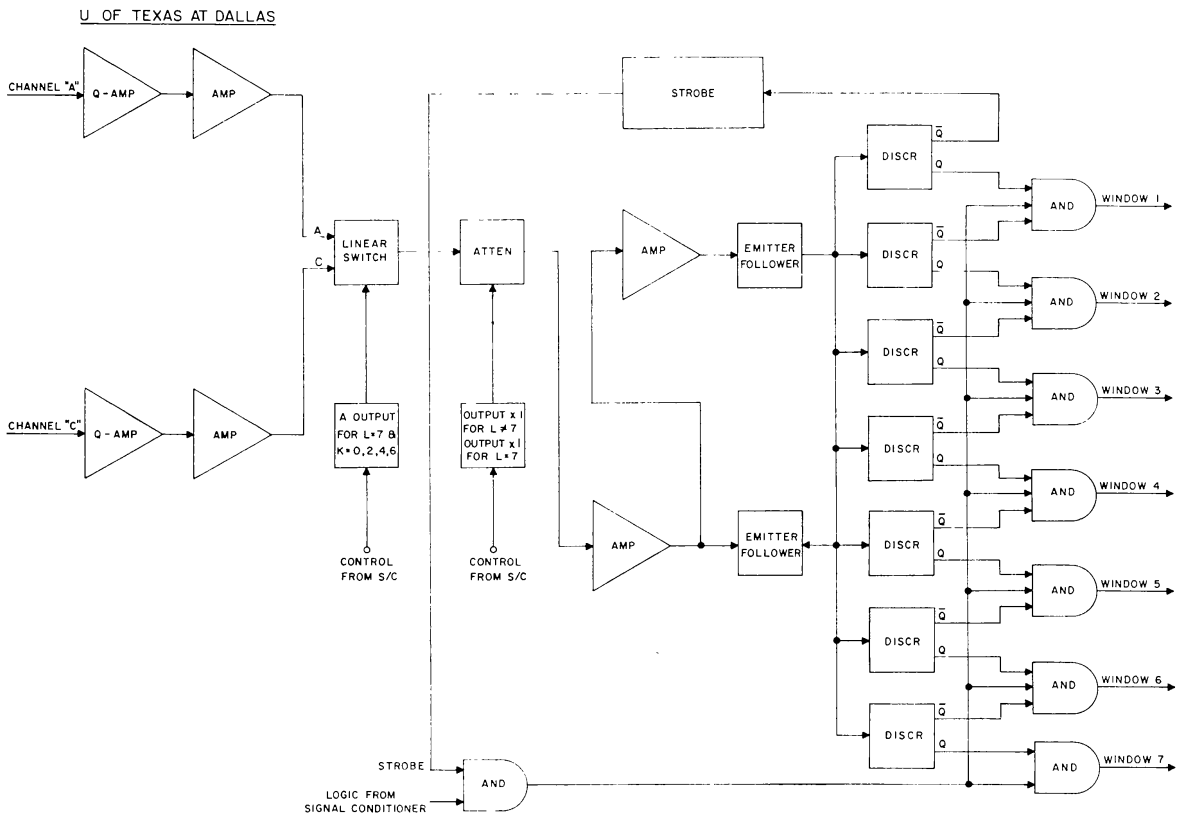 U OF TEXAS AT DALLAS
CHANNEL "A"
Q-AMP
AMP
STROBE
DISCR
Q̅
Q
AND
WINDOW 1
A
C
LINEAR
SWITCH
ATTEN
AMP
EMITTER
FOLLOWER
DISCR
Q̅
Q
AND
WINDOW 2
DISCR
Q̅
Q
AND
WINDOW 3
CHANNEL "C"
Q-AMP
AMP
A OUTPUT
FOR L=7 &
K=0,2,4,6
OUTPUT x 1
FOR L ≠ 7
OUTPUT x 1
FOR L=7
DISCR
Q̅
Q
AND
WINDOW 4
CONTROL
FROM S/C
CONTROL
FROM S/C
AMP
EMITTER
FOLLOWER
DISCR
Q̅
Q
AND
WINDOW 5
DISCR
Q̅
Q
AND
WINDOW 6
DISCR
Q̅
Q
AND
WINDOW 7
STROBE
AND
LOGIC FROM
SIGNAL CONDITIONER